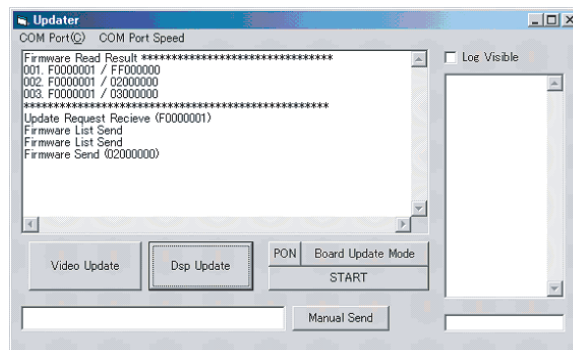 Updater
COM Port(C) COM Port Speed
Firmware Read Result **********************************
001. F0000001 / FF000000
002. F0000001 / 02000000
003. F0000001 / 03000000
******************************************************
Update Request Recieve (F0000001)
Firmware List Send
Firmware List Send
Firmware Send (02000000)
Log Visible
Video Update
Dsp Update
PON
Board Update Mode
START
Manual Send